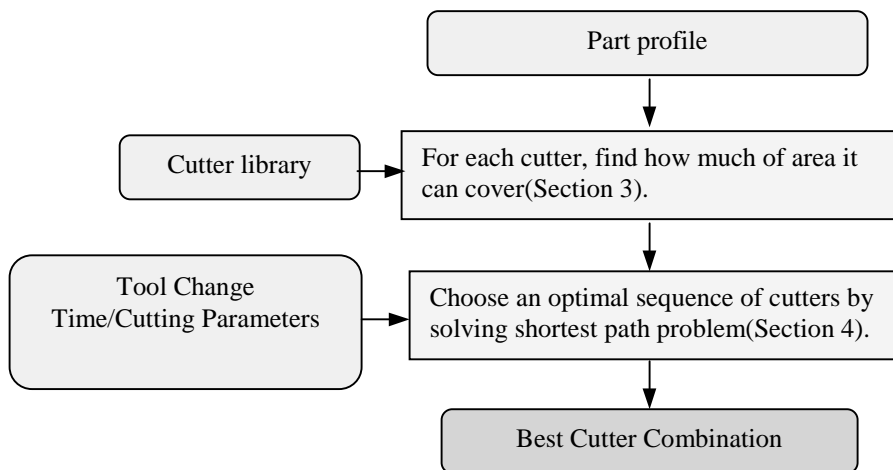 Part profile
Cutter library
For each cutter, find how much of area it
can cover(Section 3).
Tool Change
Time/Cutting Parameters
Choose an optimal sequence of cutters by
solving shortest path problem(Section 4).
Best Cutter Combination